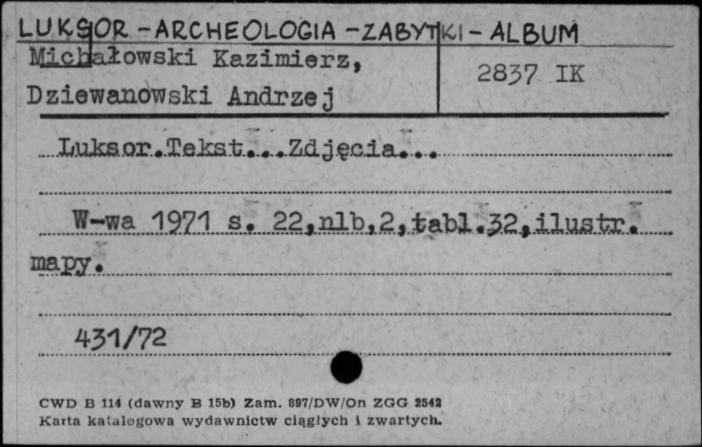 LUKSOR - ARCHEOLOGIA - ZABYTKI - ALBUM
Michałowski Kazimierz,
2837 IK
Dziewanowski Andrzej
Luksor.Tekst...Zdjęcia...
W-wa 1971 s. 22,nlb.2,tabl.32,ilustr.
mapy.
431/72
CWD B 114 (dawny B 15b) Zam. 897/DW/On ZGG 2542
Karta katalogowa wydawnictw ciągłych i zwartych.